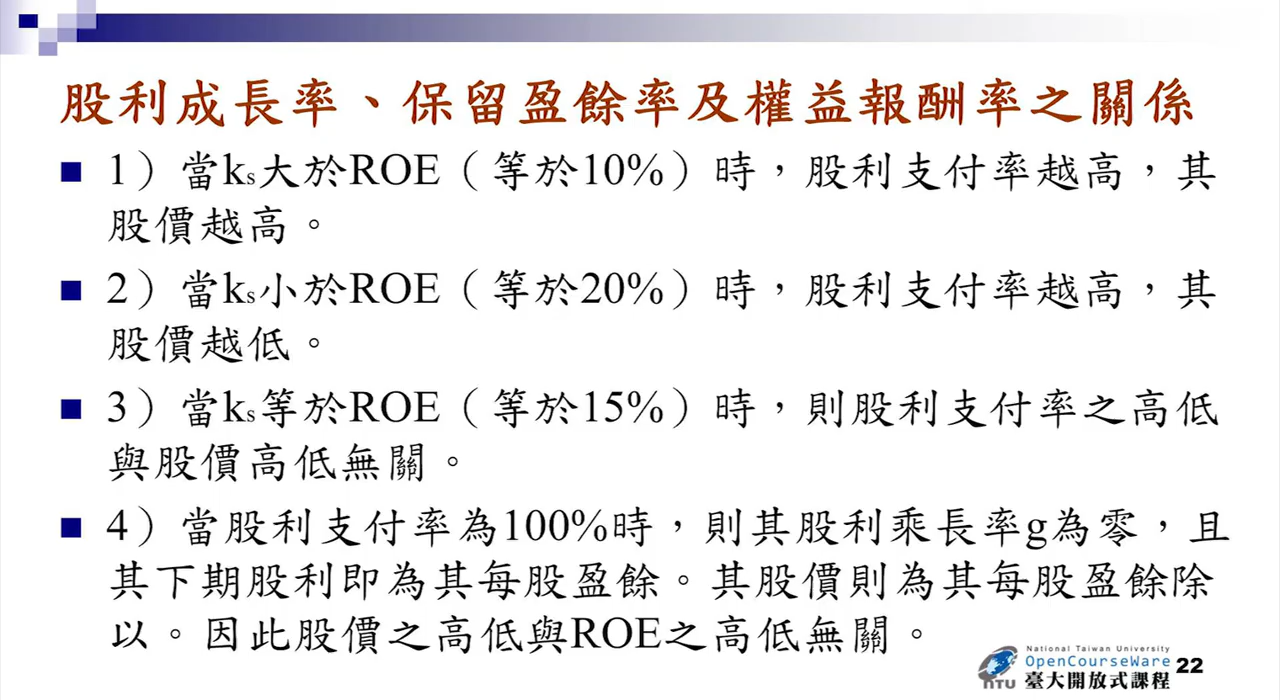 股利成長率、保留盈餘率及權益報酬率之關係
1）當ks大於ROE（等於10%）時，股利支付率越高，其
股價越高。
2）當ks小於ROE（等於20%）時，股利支付率越高，其
股價越低。
3）當ks等於ROE（等於15%）時，則股利支付率之高低
與股價高低無關。
4）當股利支付率為100%時，則其股利乘長率g為零，且
其下期股利即為其每股盈餘。其股價則為其每股盈餘除
以。因此股價之高低與ROE之高低無關。
National Taiwan University
OpenCourseWare
臺大開放式課程
NTU
22